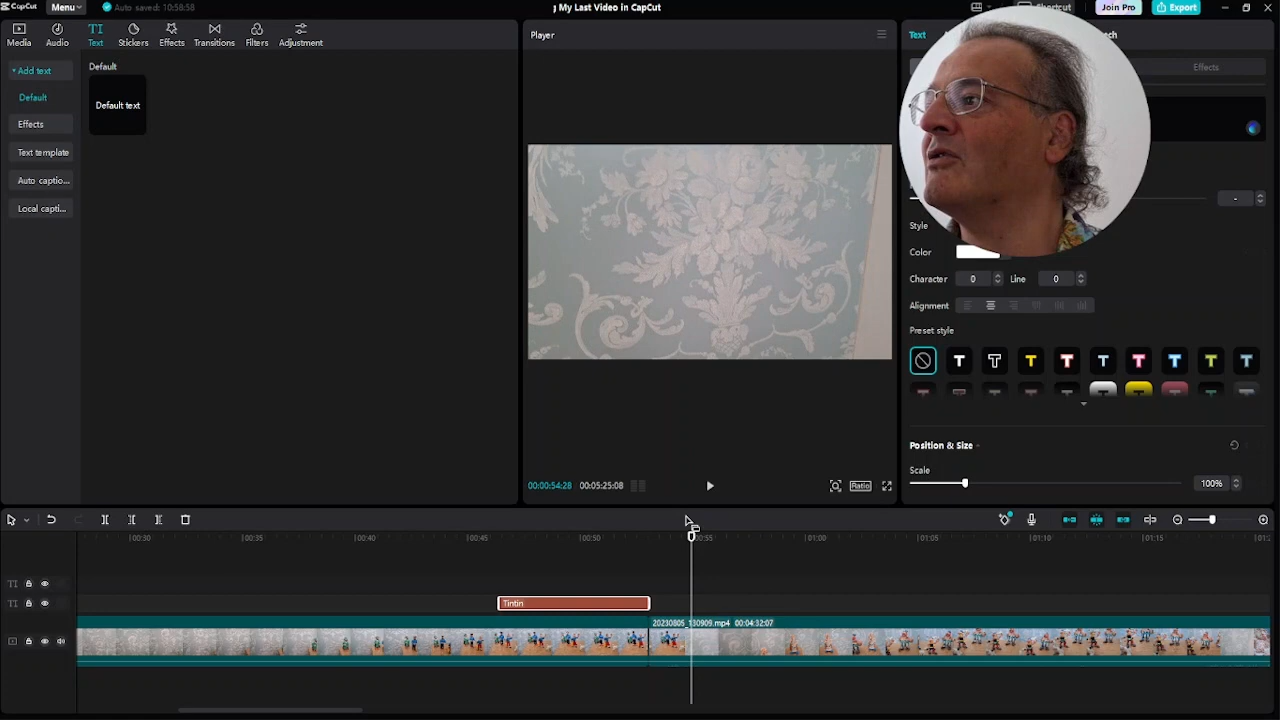 CapCut
Menu
Auto saved: 10:58:58
My Last Video in CapCut
Shortcut
Join Pro
Export
Media
Audio
Text
Stickers
Effects
Transitions
Filters
Adjustment
Player
Text
Add text
Default
Effects
Text template
Auto captio...
Local capti...
Default
Default text
Effects
-
Style
Color
Character
0
Line
0
Alignment
Preset style
Position & Size
Scale
100%
00:00:54:28
00:05:25:08
Ratio
00:30
00:35
00:40
00:45
00:50
00:55
01:00
01:05
01:10
01:15
Tintin
20230805_130909.mp4 00:04:32:07